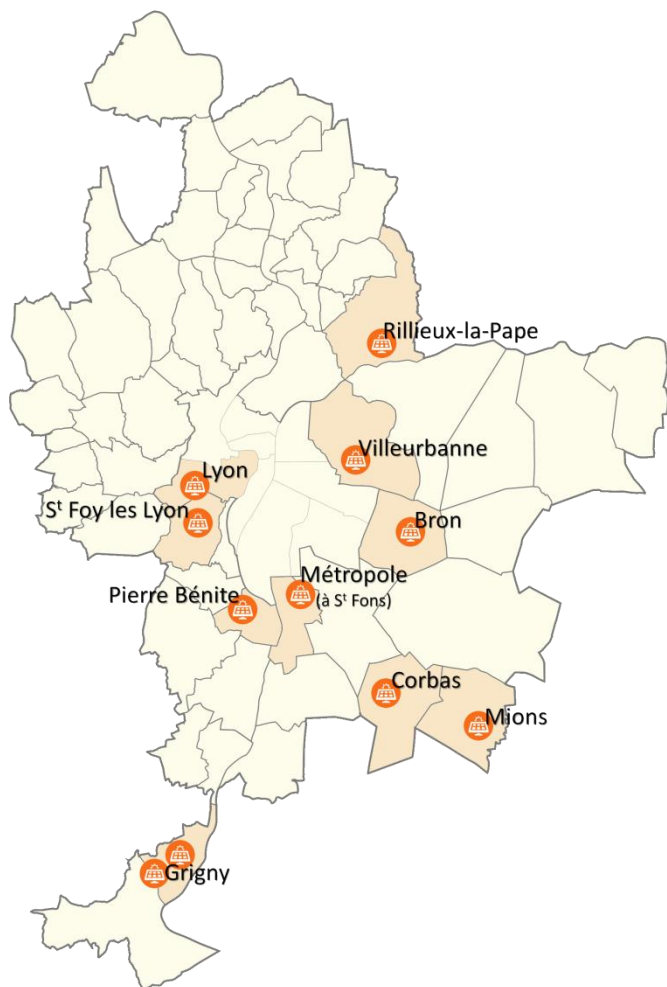 Rillieux-la-Pape
Villeurbanne
Lyon
Sᵗ Foy les Lyon
Bron
Métropole
(à Sᵗ Fons)
Pierre Bénite
Corbas
Mions
Grigny